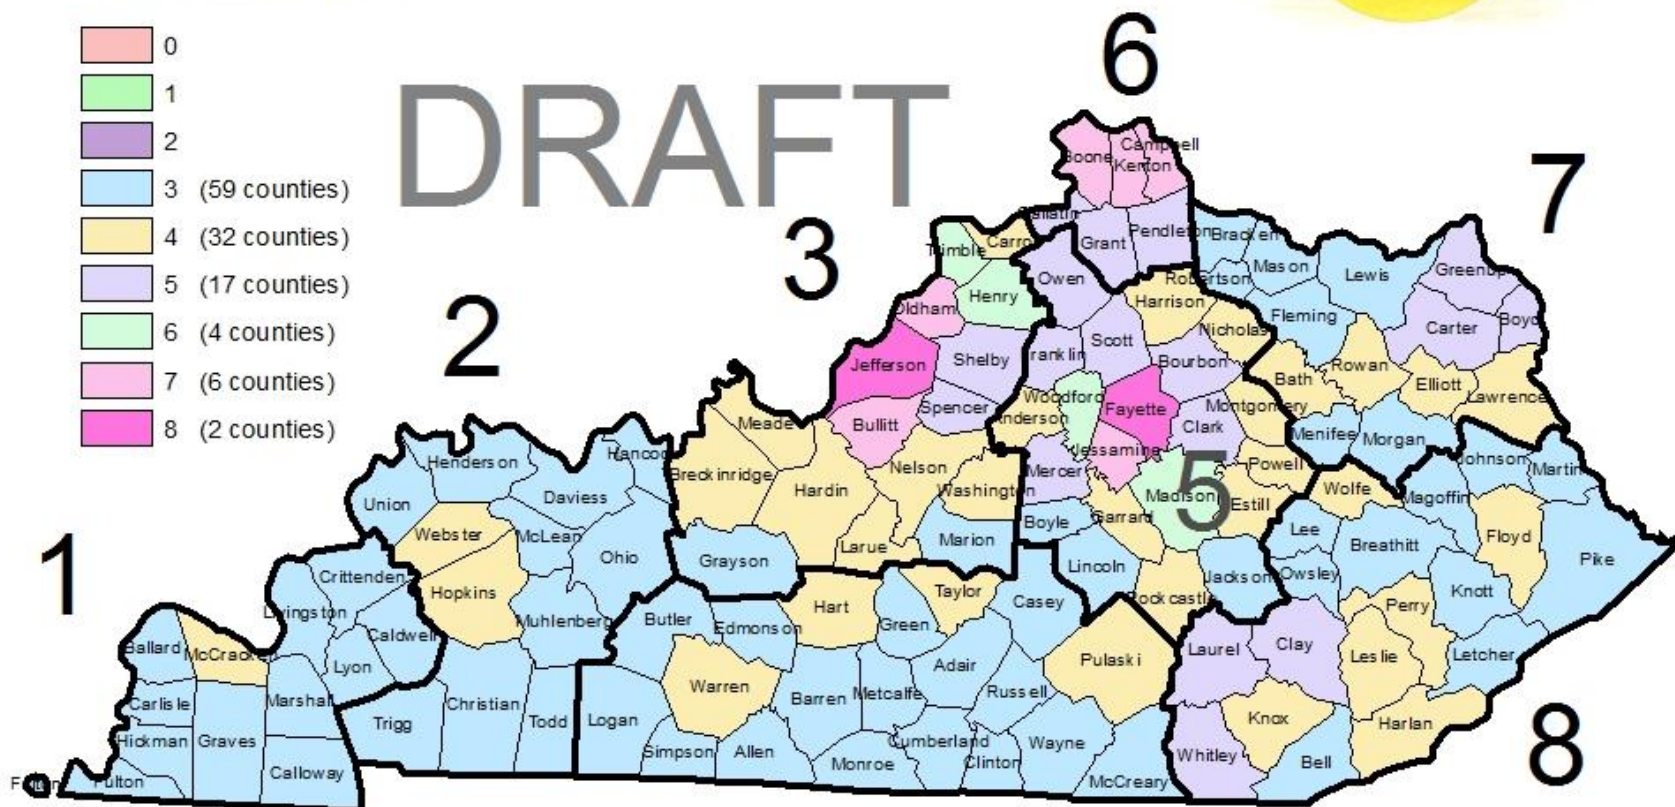 0
1
2
3 (59 counties)
4 (32 counties)
5 (17 counties)
6 (4 counties)
7 (6 counties)
8 (2 counties)
DRAFT
6
7
3
2
1
5
8
Boone
Campbell
Kenton
Grant
Pendleton
Bracken
Trimble
Carro
Owen
Robertson
Mason
Lewis
Greenup
Henry
Harrison
Oldham
Fleming
Carter
Boyd
Nicholas
Scott
Jefferson
Shelby
ranklin
Bourbon
Rowan
Bath
Elliott
Lawrence
Woodford
Fayette
Montgomery
Spencer
Anderson
Clark
Meade
Bullitt
Menifee
Morgan
Jessamine
Henderson
Hancoc
Breckinridge
Nelson
Mercer
Powell
Johnson
Martin
Hardin
Washington
Madison
Wolfe
Magoffin
Union
Daviess
Estill
Garrard
Boyle
Webster
McLean
Lee
Floyd
Larue
Marion
Breathitt
Ohio
Grayson
Pike
Crittenden
Lincoln
Jackson
Owsley
Hopkins
Taylor
Knott
Rockcastle
Hart
Casey
Perry
Livingston
Muhlenberg
Butler
Edmonson
Green
Caldwell
Ballard
McCracken
Laurel
Clay
Leslie
Letcher
Lyon
Adair
Pulaski
Warren
Russell
Barren
Metcalfe
Carlisle
Marshall
Christian
Trigg
Todd
Logan
Knox
Harlan
Hickman
Graves
Cumberland
Wayne
Simpson
Allen
Whitley
Bell
Monroe
Clinton
Calloway
McCreary
Fulton